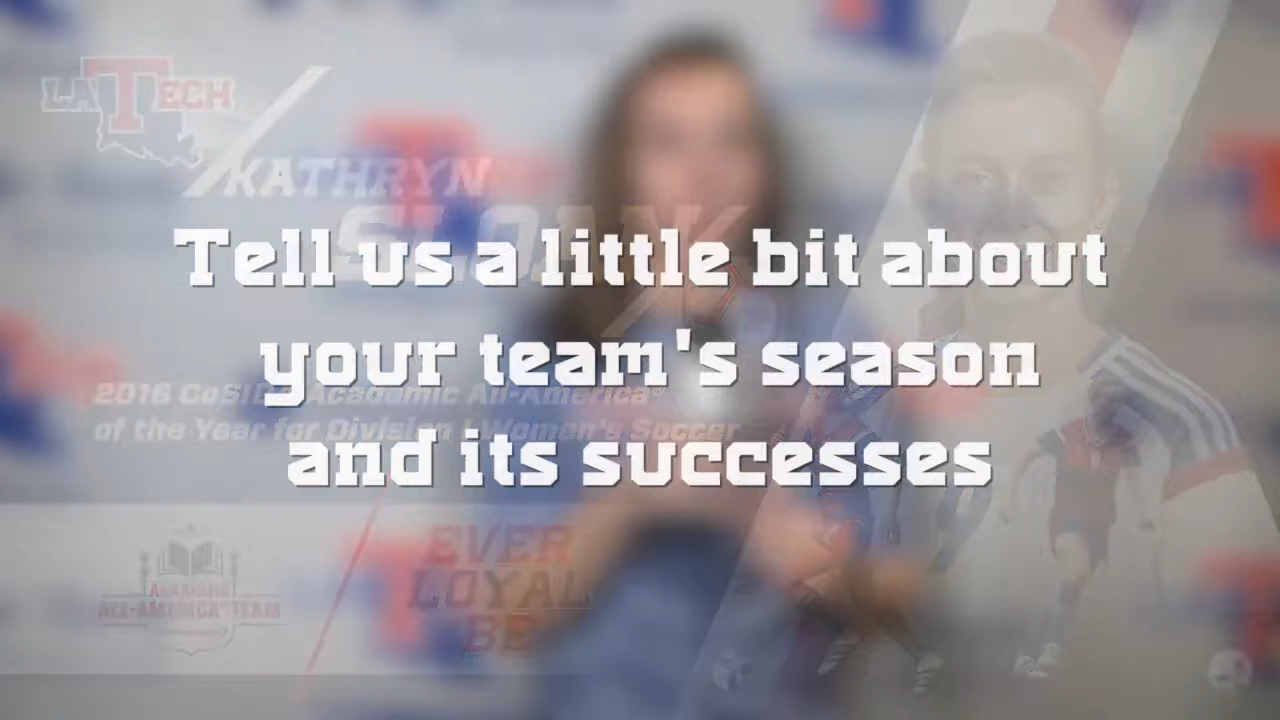 LA TECH
KATHRYN
Tell us a little bit about
your team's season
2016 CoSIDA Academic All-America
of the Year for Division I Women's Soccer
and its successes
EVER
LOYAL
BE
ACADEMIC
ALL-AMERICA TEAM